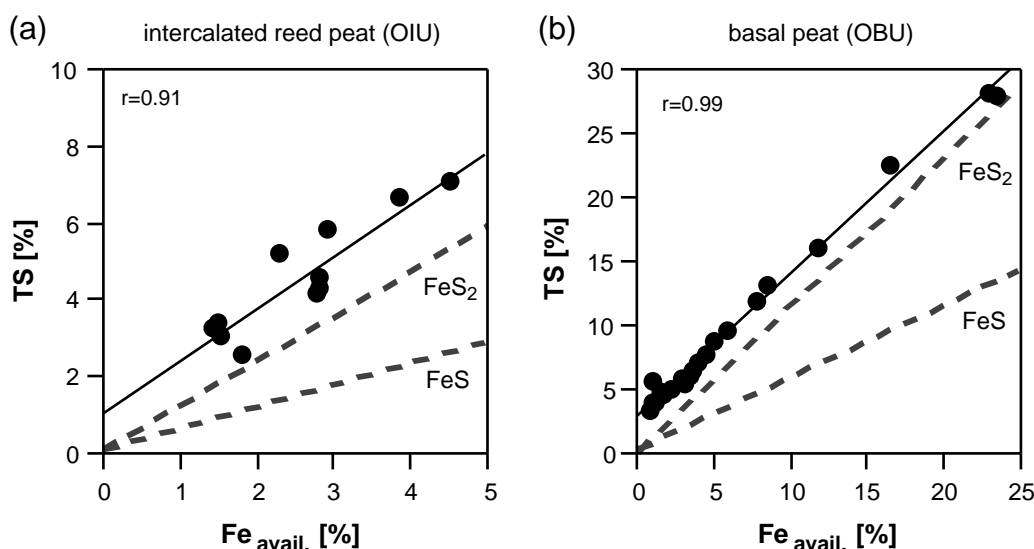 (a) intercalated reed peat (OIU)
r=0.91
TS [%]
10
8
6
4
2
0
FeS2
FeS
0 1 2 3 4 5
Fe avail. [%]
(b) basal peat (OBU)
r=0.99
TS [%]
30
25
20
15
10
5
0
FeS2
FeS
0 5 10 15 20 25
Fe avail. [%]